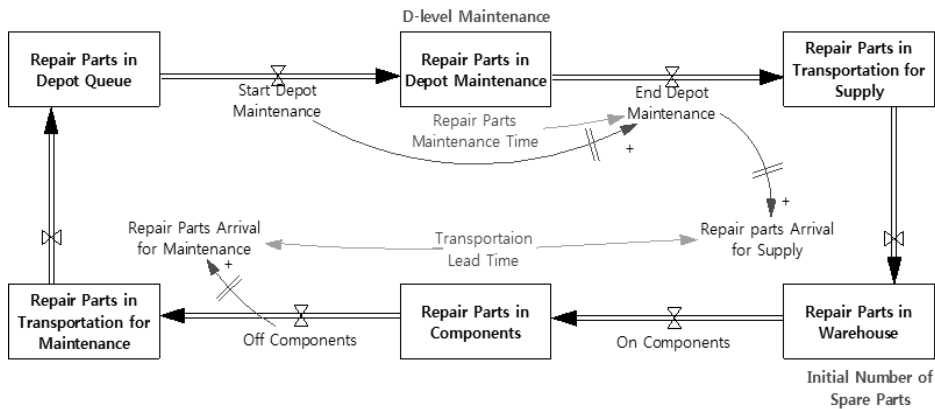 D-level Maintenance
Repair Parts in
Depot Queue
Repair Parts in
Depot Maintenance
Repair Parts in
Transportation for
Supply
Start Depot
Maintenance
End Depot
Maintenance
Repair Parts
Maintenance Time
+
+
Repair Parts Arrival
for Maintenance
Transportaion
Lead Time
Repair parts Arrival
for Supply
+
Repair Parts in
Transportation for
Maintenance
Off Components
Repair Parts in
Components
On Components
Repair Parts in
Warehouse
Initial Number of
Spare Parts